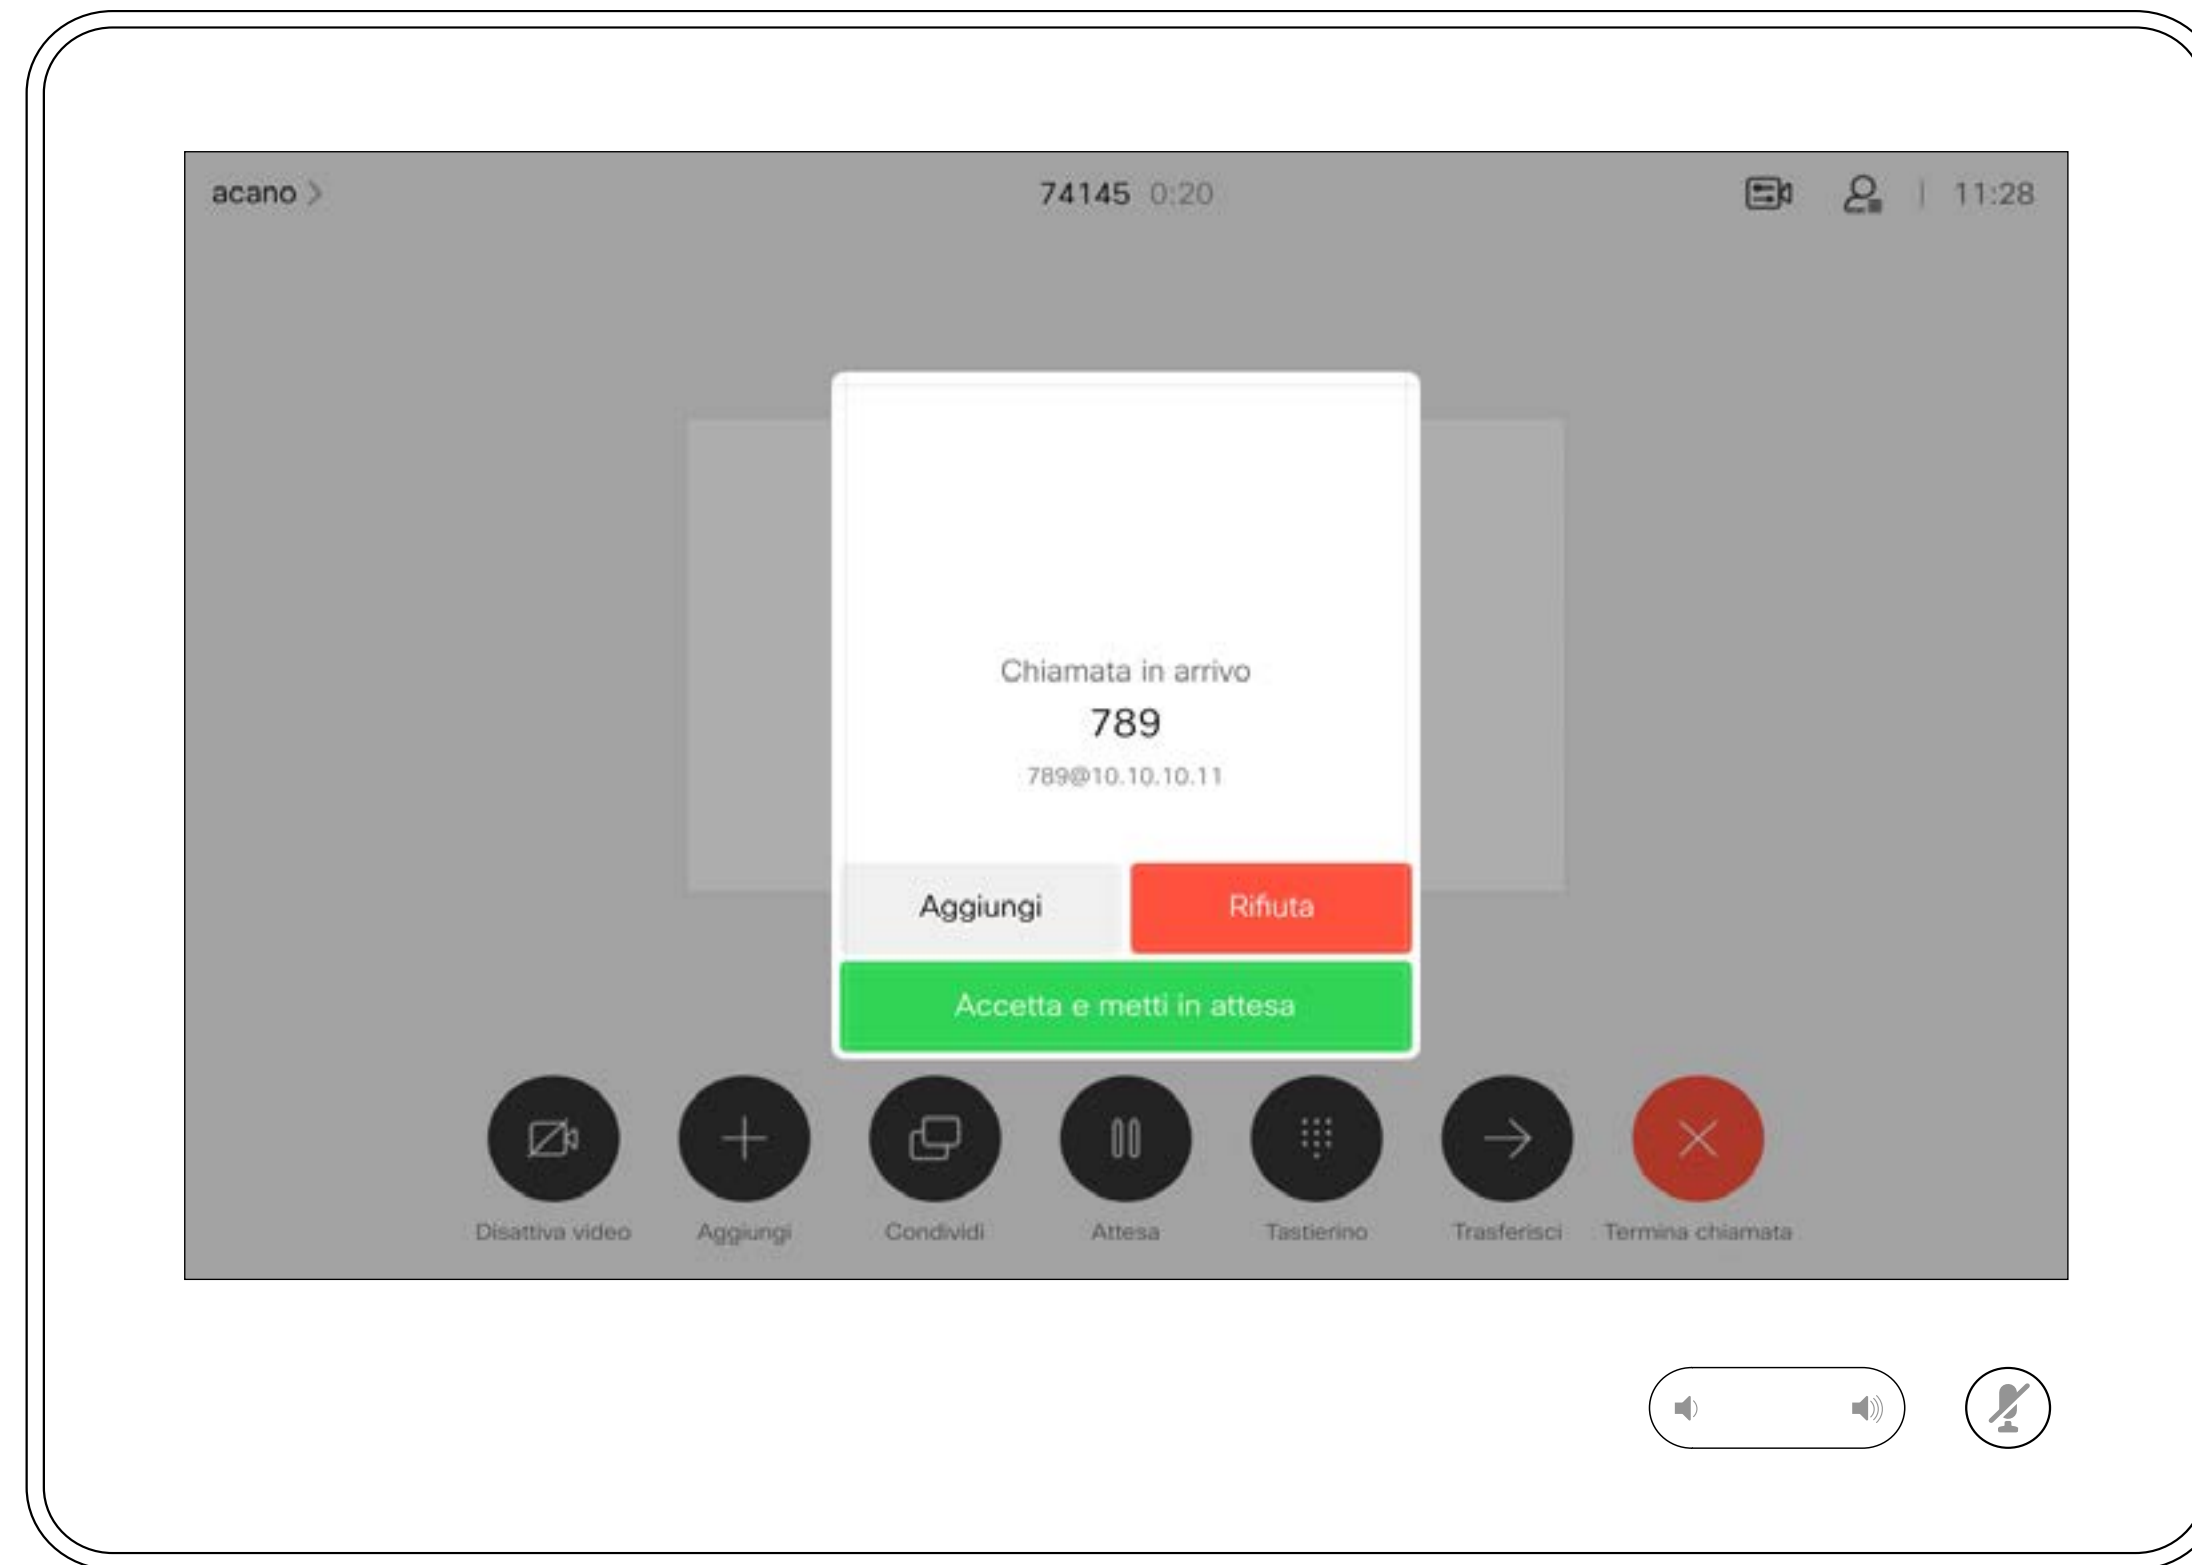 acano
74145 0:20
11:28
Chiamata in arrivo
789
789@10.10.10.11
Aggiungi
Rifiuta
Accetta e metti in attesa
Disattiva video
Aggiungi
Condividi
Attesa
Tastierino
Trasferisci
Termina chiamata